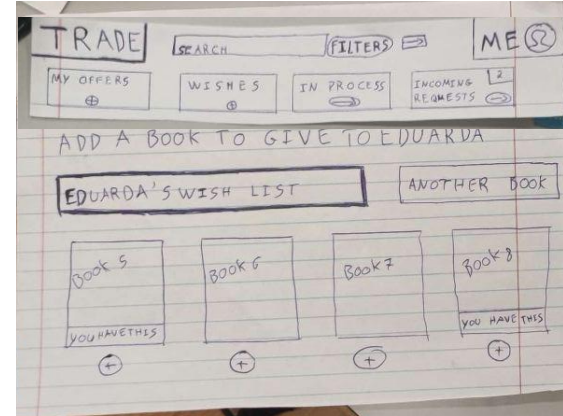 TRADE SEARCH FILTERS ME
MY OFFERS WISHES IN PROCESS INCOMING REQUESTS 2
ADD A BOOK TO GIVE TO EDUARDA
EDUARDA'S WISH LIST ANOTHER BOOK
BOOK 5 BOOK 6 BOOK 7 BOOK 8
YOU HAVE THIS YOU HAVE THIS